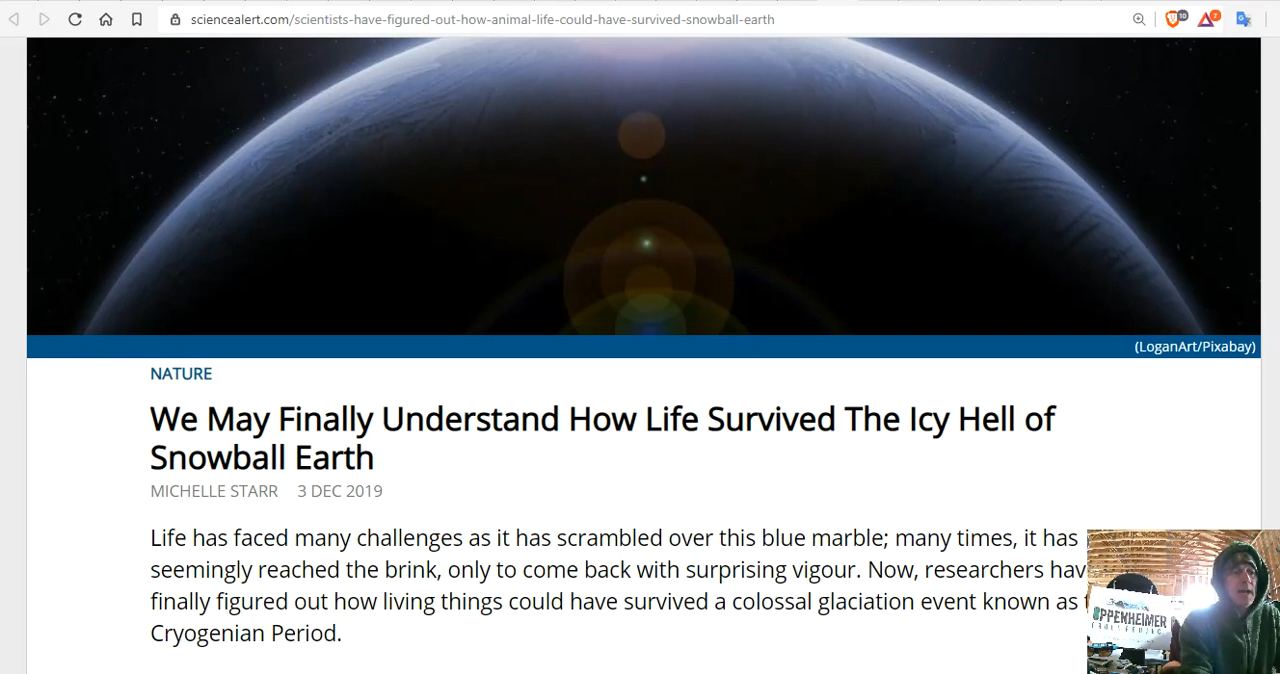 sciencealert.com/scientists-have-figured-out-how-animal-life-could-have-survived-snowball-earth
10
7
(LoganArt/Pixabay)
NATURE
We May Finally Understand How Life Survived The Icy Hell of
Snowball Earth
MICHELLE STARR 3 DEC 2019
Life has faced many challenges as it has scrambled over this blue marble; many times, it has
seemingly reached the brink, only to come back with surprising vigour. Now, researchers hav
finally figured out how living things could have survived a colossal glaciation event known as
Cryogenian Period.
OPPENHEIMER